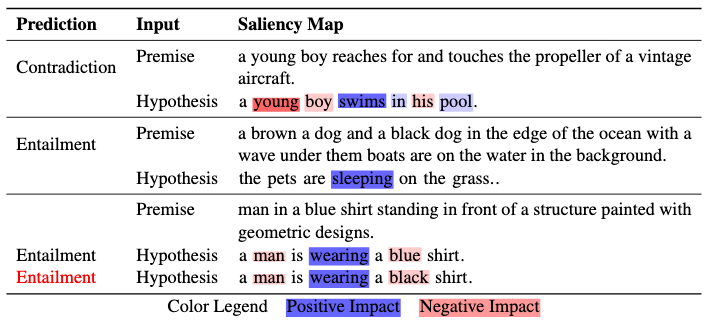 Prediction Input Saliency Map
Contradiction Premise a young boy reaches for and touches the propeller of a vintage
aircraft.
Hypothesis a young boy swims in his pool.
Entailment Premise a brown a dog and a black dog in the edge of the ocean with a
wave under them boats are on the water in the background.
Hypothesis the pets are sleeping on the grass..
Premise man in a blue shirt standing in front of a structure painted with
geometric designs.
Entailment Hypothesis a man is wearing a blue shirt.
Entailment Hypothesis a man is wearing a black shirt.
Color Legend Positive Impact Negative Impact